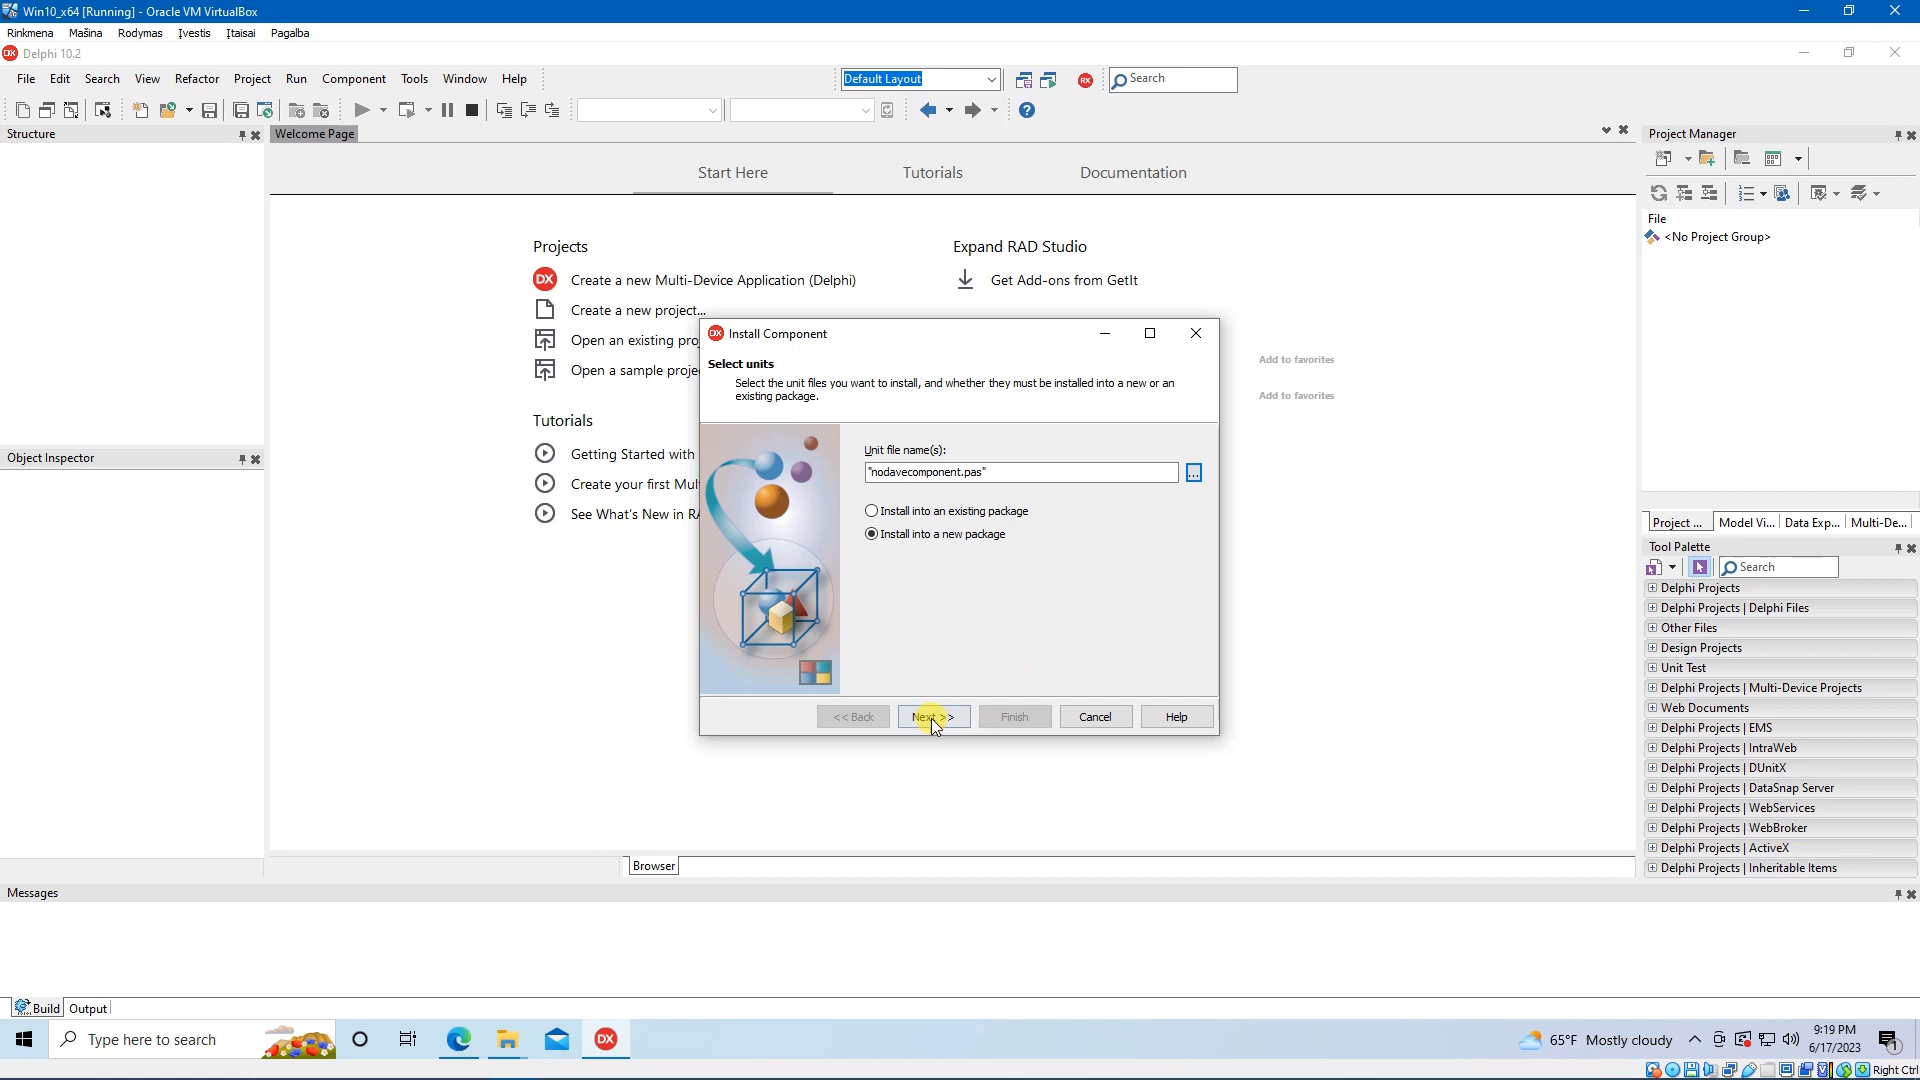 Win10_x64 [Running] - Oracle VM VirtualBox
Rinkmena Mašina Rodymas Įvestis Įtaisai Pagalba
DX Delphi 10.2
File Edit Search View Refactor Project Run Component Tools Window Help
Default Layout
RX
Search
Structure
Welcome Page
Project Manager
Start Here Tutorials Documentation
File
<No Project Group>
Projects
Expand RAD Studio
DX Create a new Multi-Device Application (Delphi)
Get Add-ons from GetIt
Create a new project...
Open an existing pro
Open a sample proje
Add to favorites
Add to favorites
Tutorials
Getting Started with
Create your first Mul
See What's New in R
DX Install Component
Select units
Select the unit files you want to install, and whether they must be installed into a new or an
existing package.
Unit file name(s):
"nodavecomponent.pas"
...
Install into an existing package
Install into a new package
<< Back Next >> Finish Cancel Help
Object Inspector
Project ... Model Vi... Data Exp... Multi-De...
Tool Palette
Search
Delphi Projects
Delphi Projects | Delphi Files
Other Files
Design Projects
Unit Test
Delphi Projects | Multi-Device Projects
Web Documents
Delphi Projects | EMS
Delphi Projects | IntraWeb
Delphi Projects | DUnitX
Delphi Projects | DataSnap Server
Delphi Projects | WebServices
Delphi Projects | WebBroker
Delphi Projects | ActiveX
Delphi Projects | Inheritable Items
Browser
Messages
Build Output
Type here to search
DX
65°F Mostly cloudy
9:19 PM
6/17/2023
1
Right Ctrl